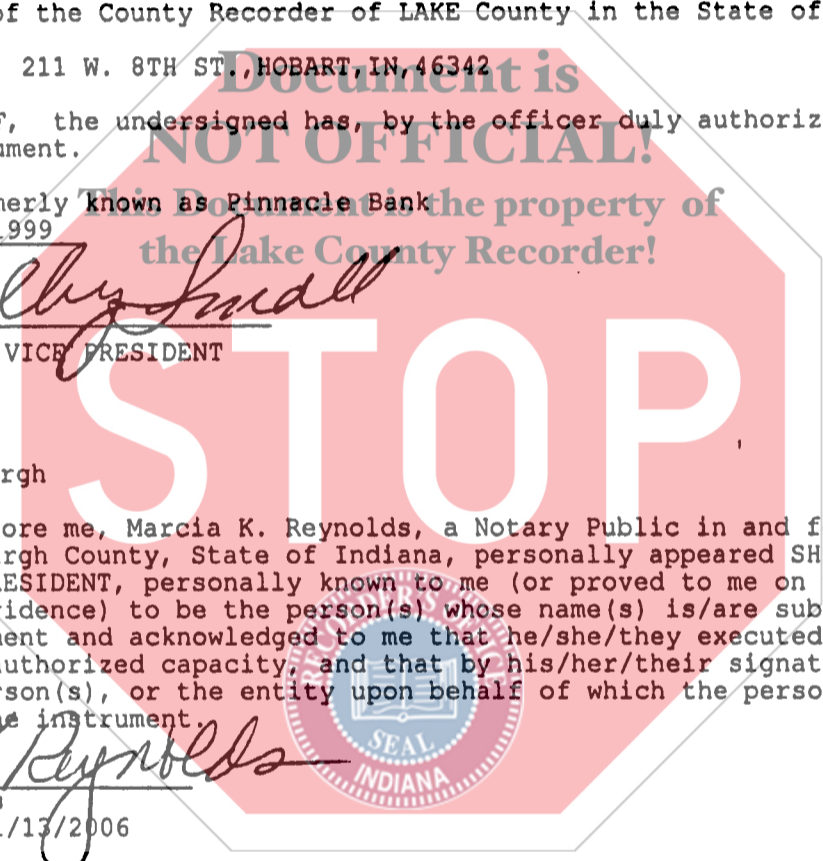 of the County Recorder of LAKE County in the State of
211 W. 8TH ST.,HOBART,IN,46342
Document is
the undersigned has, by the officer duly authoriz
ument.
NOT OFFICIAL!
merly known as Pinnacle Bank
This Document is the property of
1999
the Lake County Recorder!
Small
VICE PRESIDENT
STOP
rgh
ore me, Marcia K. Reynolds, a Notary Public in and f
rgh County, State of Indiana, personally appeared SH
RESIDENT, personally known to me (or proved to me on
idence) to be the person(s) whose name(s) is/are sub
ment and acknowledged to me that he/she/they executed
authorized capacity, and that by his/her/their signat
rson(s), or the entity upon behalf of which the perso
e instrument.
RECORDER'S OFFICE
SEAL
INDIANA
Reynolds
1/13/2006